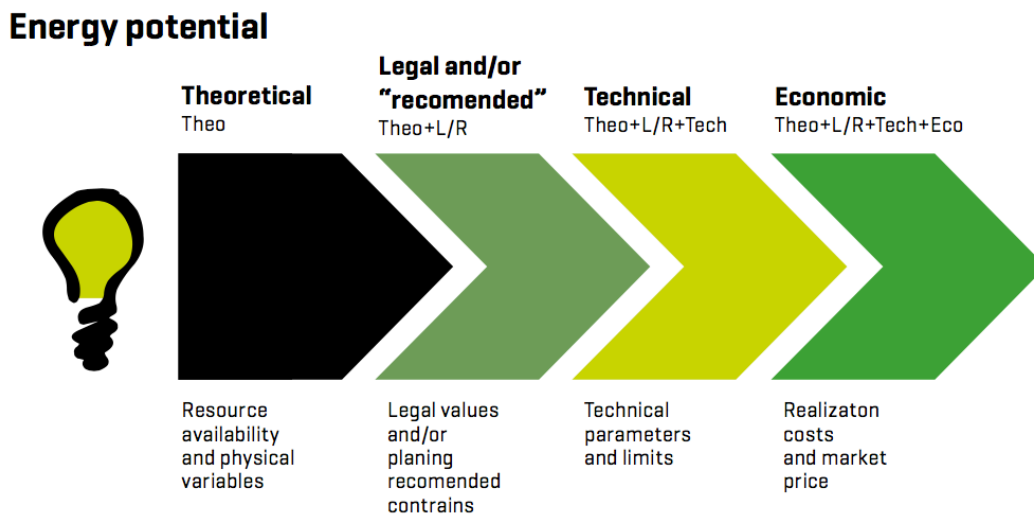 Energy potential
Theoretical
Theo
Legal and/or
“recomended”
Theo+L/R
Technical
Theo+L/R+Tech
Economic
Theo+L/R+Tech+Eco
Resource
availability
and physical
variables
Legal values
and/or
planing
recomended
contrains
Technical
parameters
and limits
Realizaton
costs
and market
price